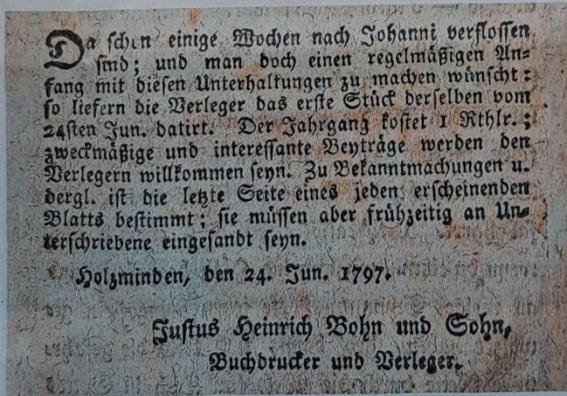 Da schon einige Wochen nach Johanni verflossen
sind; und man doch einen regelmäßigen An-
fang mit diesen Unterhaltungen zu machen wünscht:
so liefern die Verleger das erste Stück derselben vom
24sten Jun. datirt. Der Jahrgang kostet 1 Rthlr.;
zweckmäßige und interessante Beyträge werden den
Verlegern willkommen seyn. Zu Bekanntmachungen u.
dergl. ist die letzte Seite eines jeden erscheinenden
Blatts bestimmt; sie müssen aber frühzeitig an Un-
terschriebene eingesandt seyn.
Holzminden, den 24. Jun. 1797.
Justus Heinrich Bohn und Sohn,
Buchdrucker und Verleger.